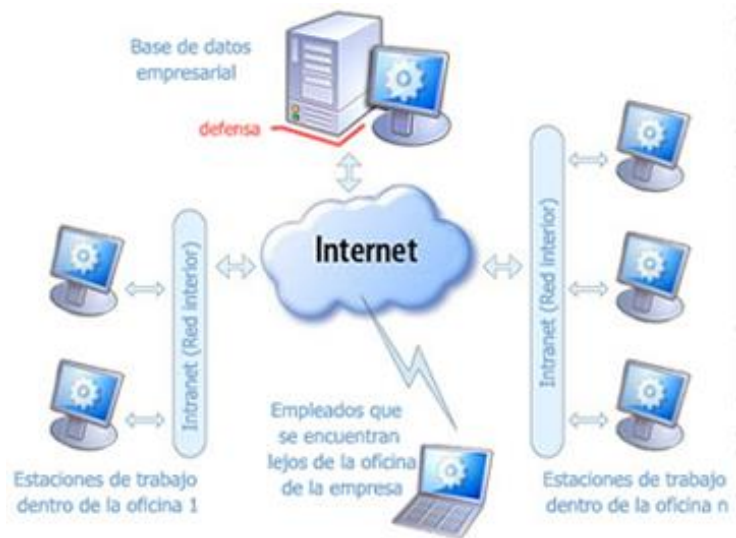 Base de datos
empresarial
defensa
Internet
Intranet (Red interior)
Intranet (Red interior)
Empleados que
se encuentran
lejos de la oficina
de la empresa
Estaciones de trabajo
dentro de la oficina 1
Estaciones de trabajo
dentro de la oficina n